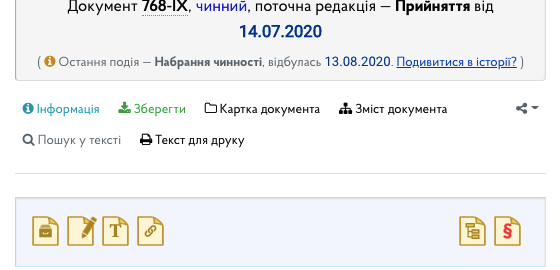 Документ 768-IX, чинний, поточна редакція — Прийняття від
14.07.2020
( Остання подія — Набрання чинності, відбулась 13.08.2020. Подивитися в історії? )
Інформація Зберегти Картка документа Зміст документа
Пошук у тексті Текст для друку
T §